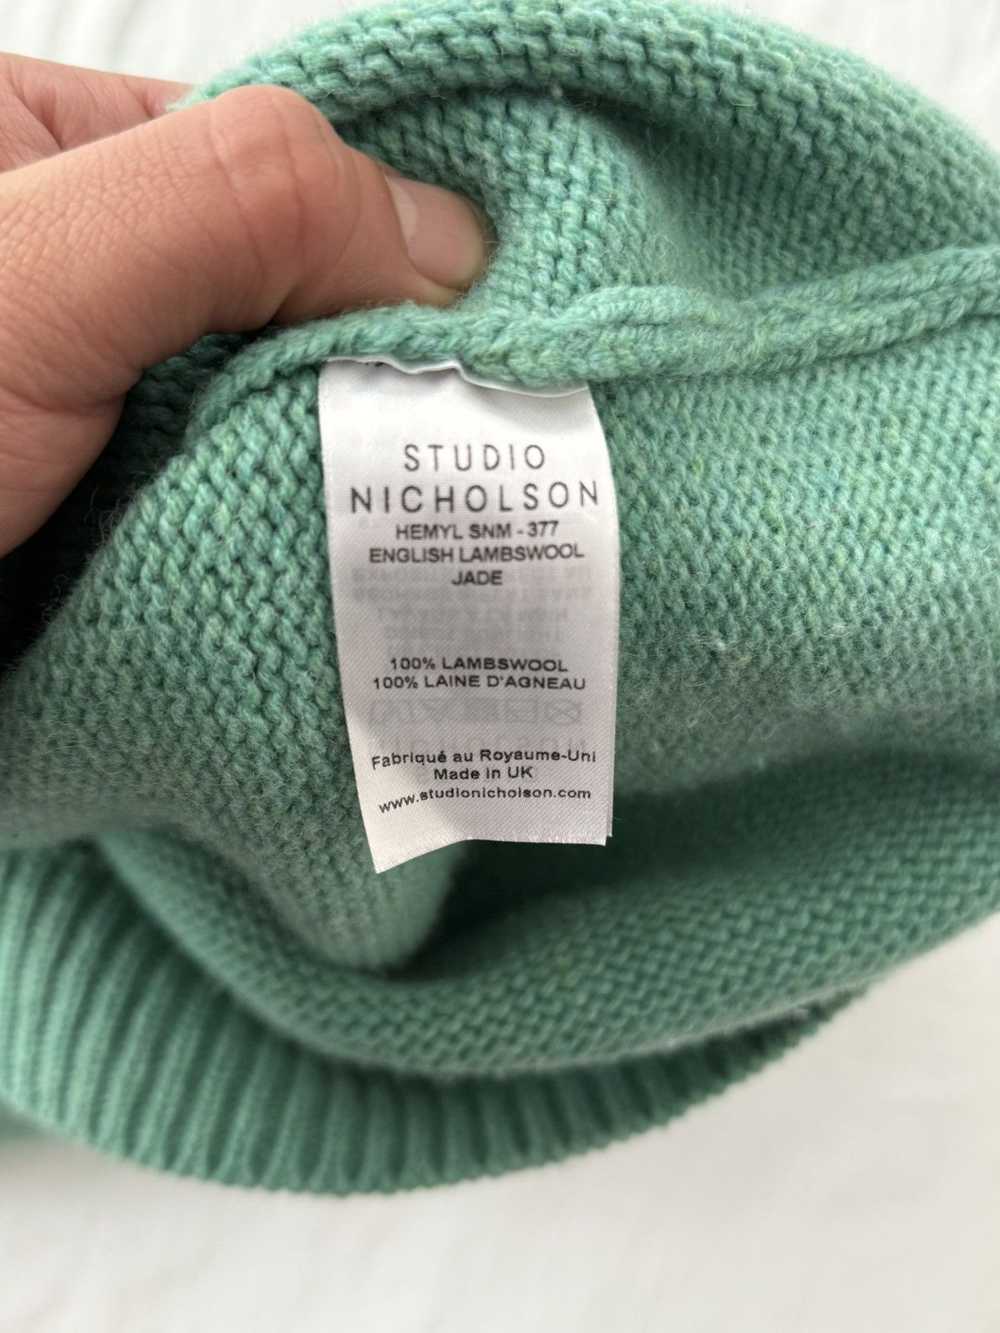 STUDIO
NICHOLSON
HEMYL SNM - 377
ENGLISH LAMBSWOOL
JADE
100% LAMBSWOOL
100% LAINE D'AGNEAU
Fabriqué au Royaume-Uni
Made in UK
www.studionicholson.com